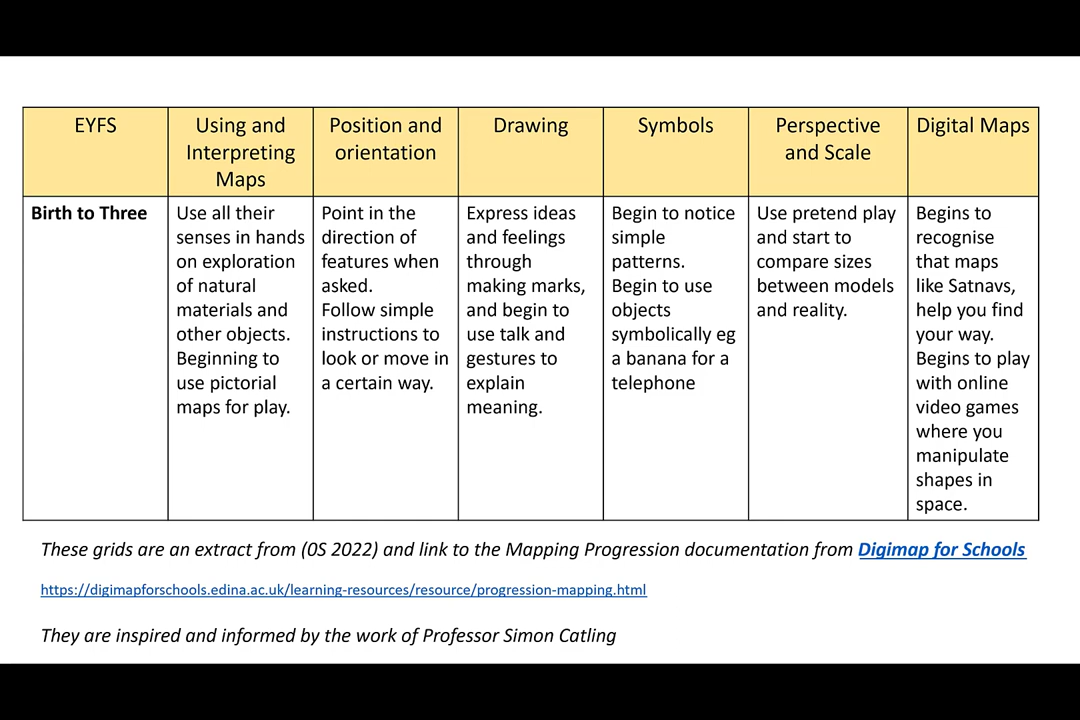 EYFS
Using and
Interpreting
Maps
Position and
orientation
Drawing
Symbols
Perspective
and Scale
Digital Maps
Birth to Three
Use all their
senses in hands
on exploration
of natural
materials and
other objects.
Beginning to
use pictorial
maps for play.
Point in the
direction of
features when
asked.
Follow simple
instructions to
look or move in
a certain way.
Express ideas
and feelings
through
making marks,
and begin to
use talk and
gestures to
explain
meaning.
Begin to notice
simple
patterns.
Begin to use
objects
symbolically eg
a banana for a
telephone
Use pretend play
and start to
compare sizes
between models
and reality.
Begins to
recognise
that maps
like Satnavs,
help you find
your way.
Begins to play
with online
video games
where you
manipulate
shapes in
space.
These grids are an extract from (0S 2022) and link to the Mapping Progression documentation from Digimap for Schools
https://digimapforschools.edina.ac.uk/learning-resources/resource/progression-mapping.html
They are inspired and informed by the work of Professor Simon Catling